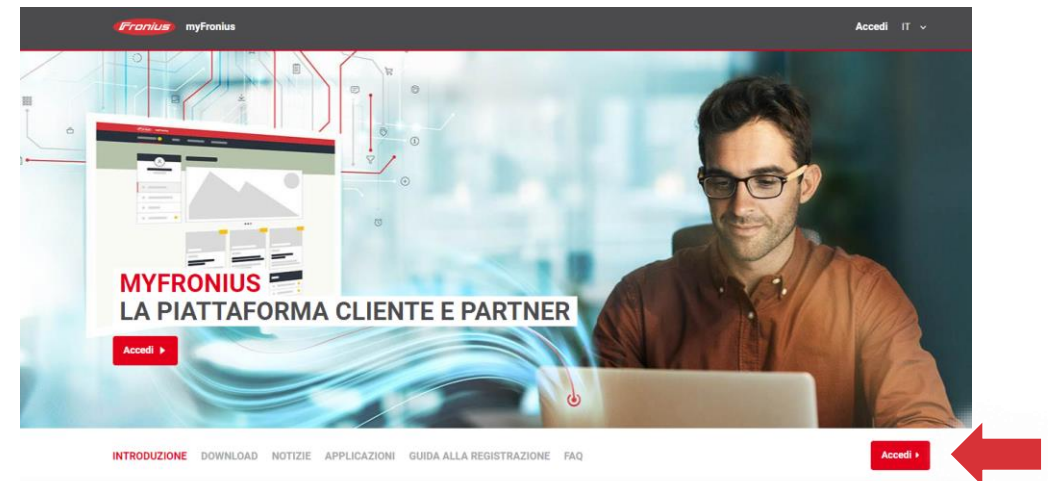 Fronius myFronius Accedi IT
MYFRONIUS
LA PIATTAFORMA CLIENTE E PARTNER
Accedi
INTRODUZIONE DOWNLOAD NOTIZIE APPLICAZIONI GUIDA ALLA REGISTRAZIONE FAQ Accedi